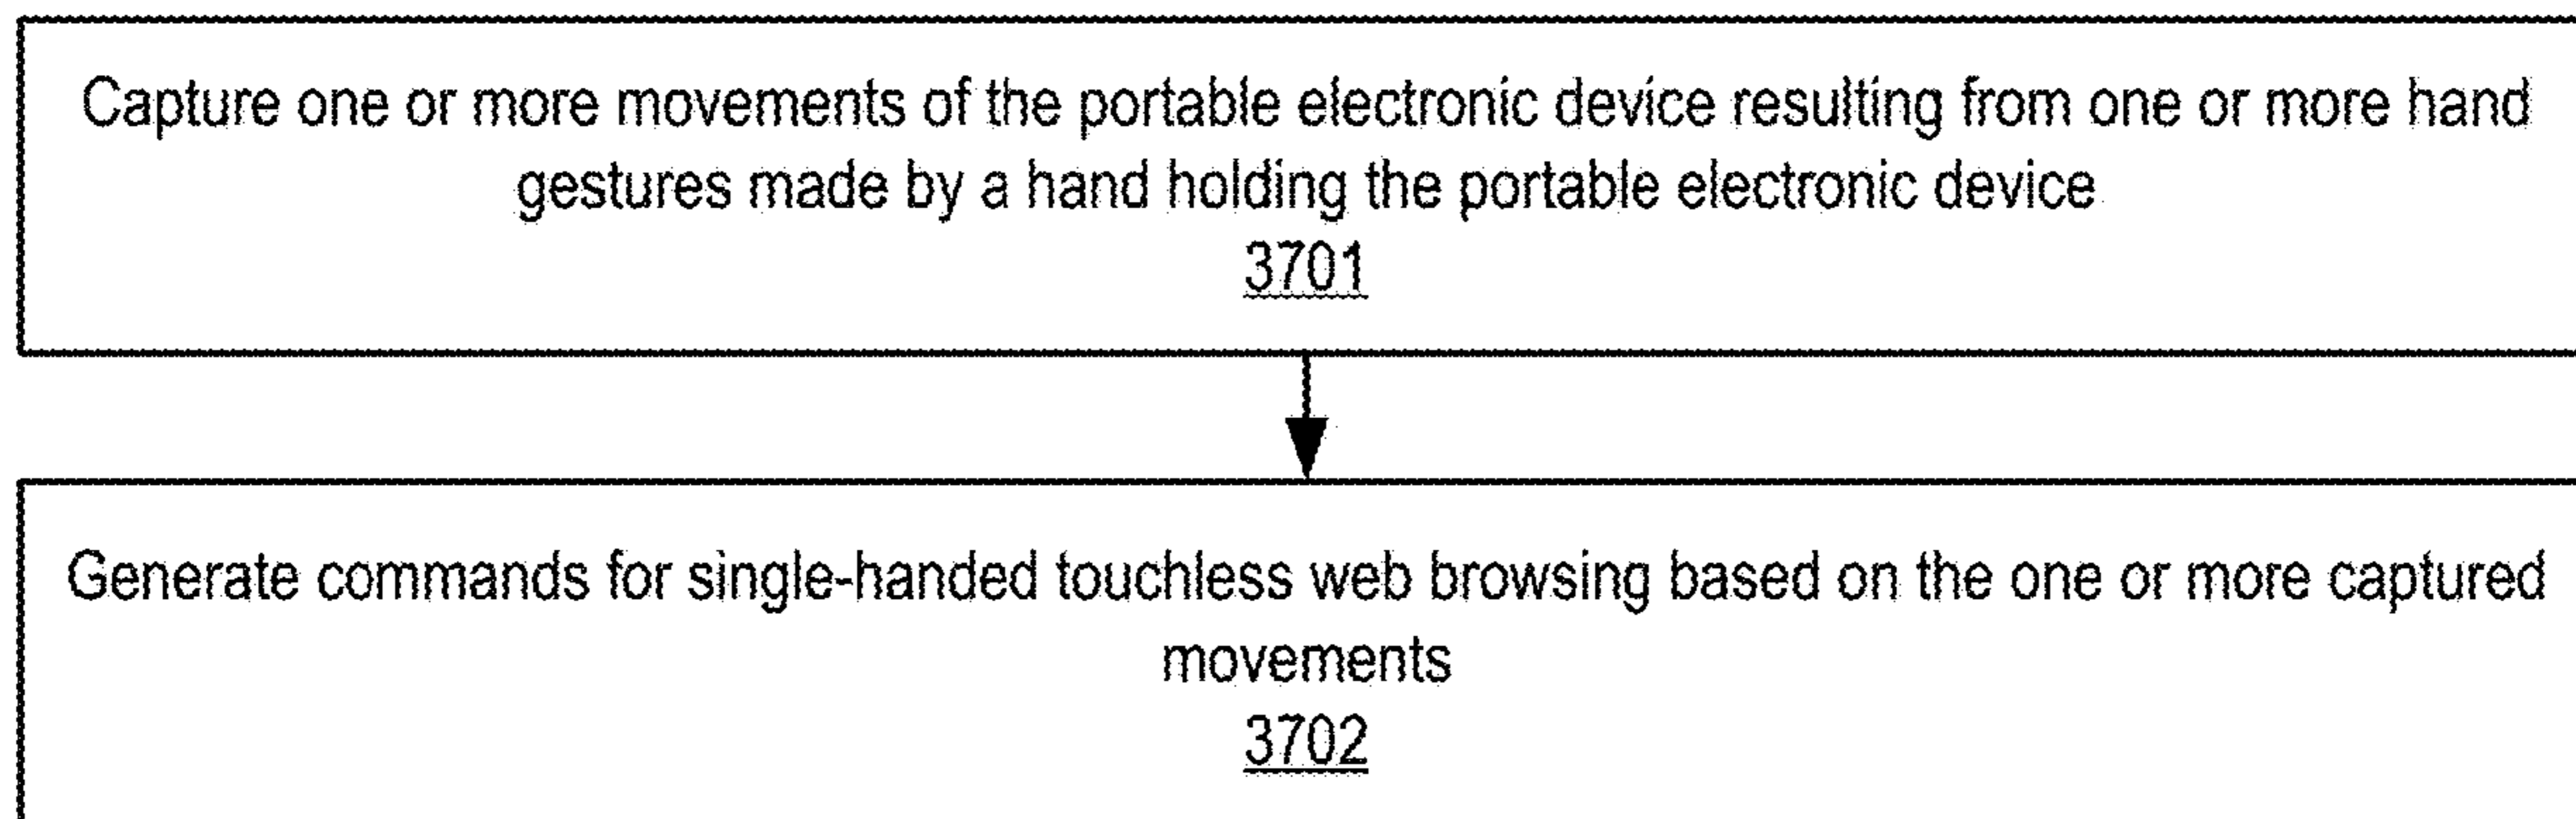 Capture one or more movements of the portable electronic device resulting from one or more hand
gestures made by a hand holding the portable electronic device
3701
Generate commands for single-handed touchless web browsing based on the one or more captured
movements
3702